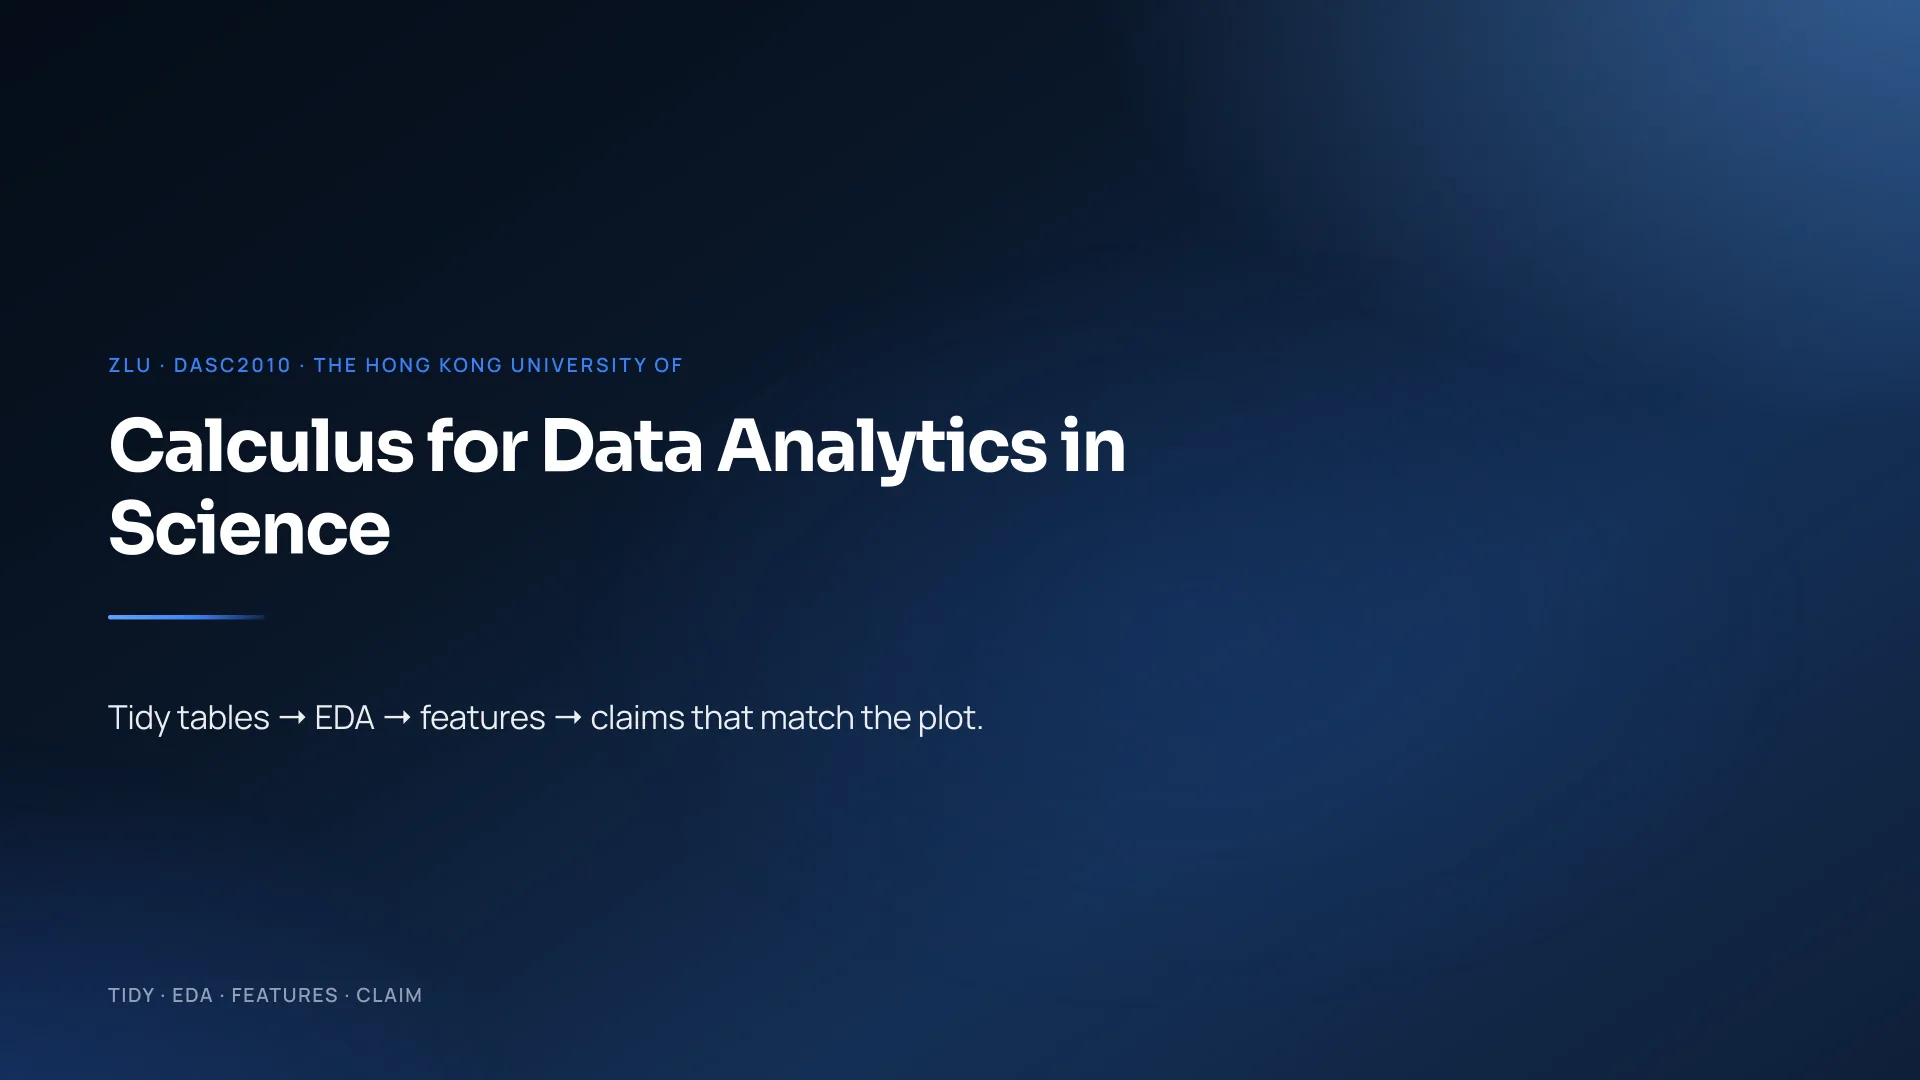 ZLU · DASC2010 · THE HONG KONG UNIVERSITY OF
Calculus for Data Analytics in
Science
Tidy tables → EDA → features → claims that match the plot.
TIDY · EDA · FEATURES · CLAIM